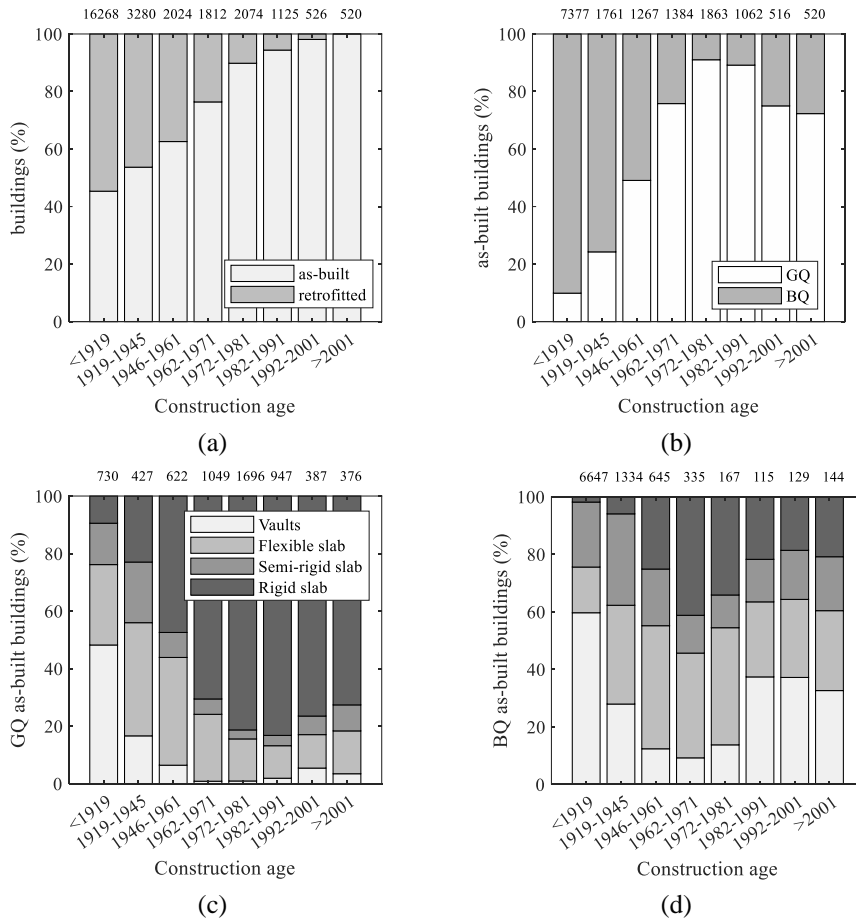 16268 3280 2024 1812 2074 1125 526 520
100
80
60
40
20
0
buildings (%)
as-built
retrofitted
<1919 1919-1945 1946-1961 1962-1971 1972-1981 1982-1991 1992-2001 >2001
Construction age
(a)
7377 1761 1267 1384 1863 1062 516 520
100
80
60
40
20
0
as-built buildings (%)
GQ
BQ
<1919 1919-1945 1946-1961 1962-1971 1972-1981 1982-1991 1992-2001 >2001
Construction age
(b)
730 427 622 1049 1696 947 387 376
100
80
60
40
20
0
GQ as-built buildings (%)
Vaults
Flexible slab
Semi-rigid slab
Rigid slab
<1919 1919-1945 1946-1961 1962-1971 1972-1981 1982-1991 1992-2001 >2001
Construction age
(c)
6647 1334 645 335 167 115 129 144
100
80
60
40
20
0
BQ as-built buildings (%)
<1919 1919-1945 1946-1961 1962-1971 1972-1981 1982-1991 1992-2001 >2001
Construction age
(d)